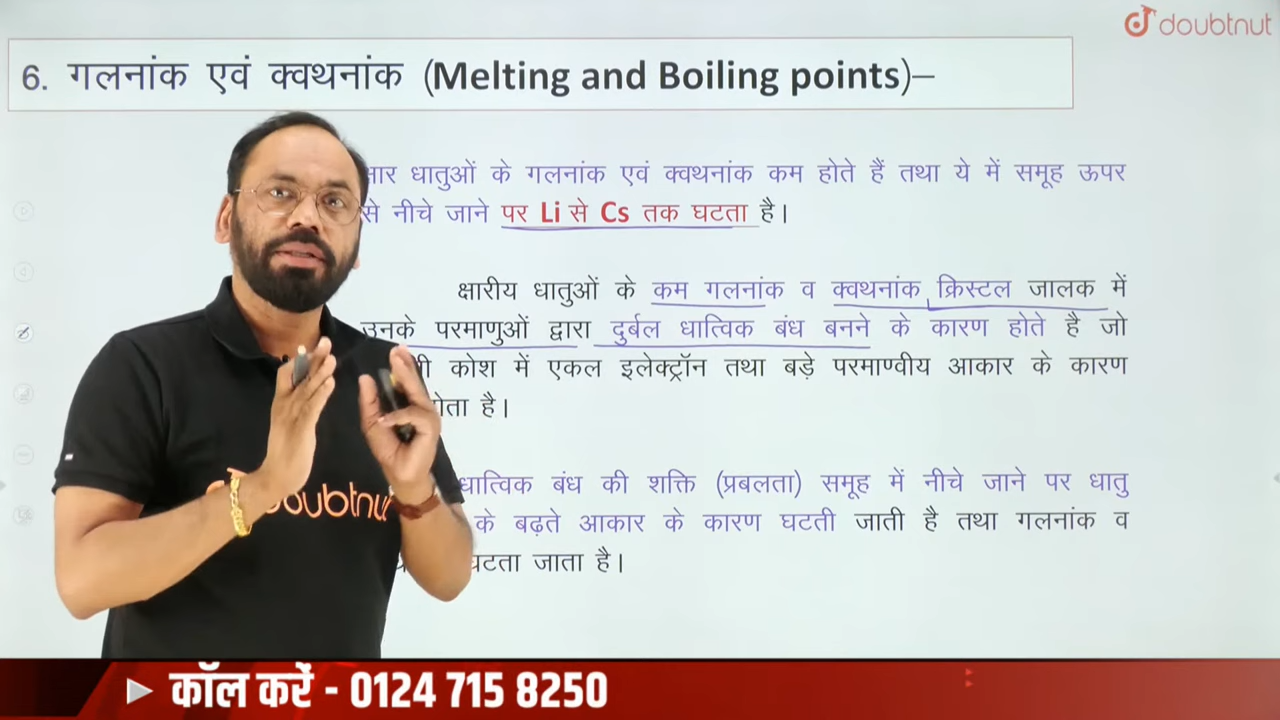 doubtnut
6. गलनांक एवं क्वथनांक (Melting and Boiling points)–
धातुओं के गलनांक एवं क्वथनांक कम होते हैं तथा ये में समूह ऊपर
से नीचे जाने पर Li से Cs तक घटता है।
क्षारीय धातुओं के कम गलनांक व क्वथनांक क्रिस्टल जालक में
उनके परमाणुओं द्वारा दुर्बल धात्विक बंध बनने के कारण होते है जो
कोश में एकल इलेक्ट्रॉन तथा बड़े परमाण्वीय आकार के कारण
होता है।
धात्विक बंध की शक्ति (प्रबलता) समूह में नीचे जाने पर धातु
के बढ़ते आकार के कारण घटती जाती है तथा गलनांक व
घटता जाता है।
doubtnut
कॉल करें - 0124 715 8250